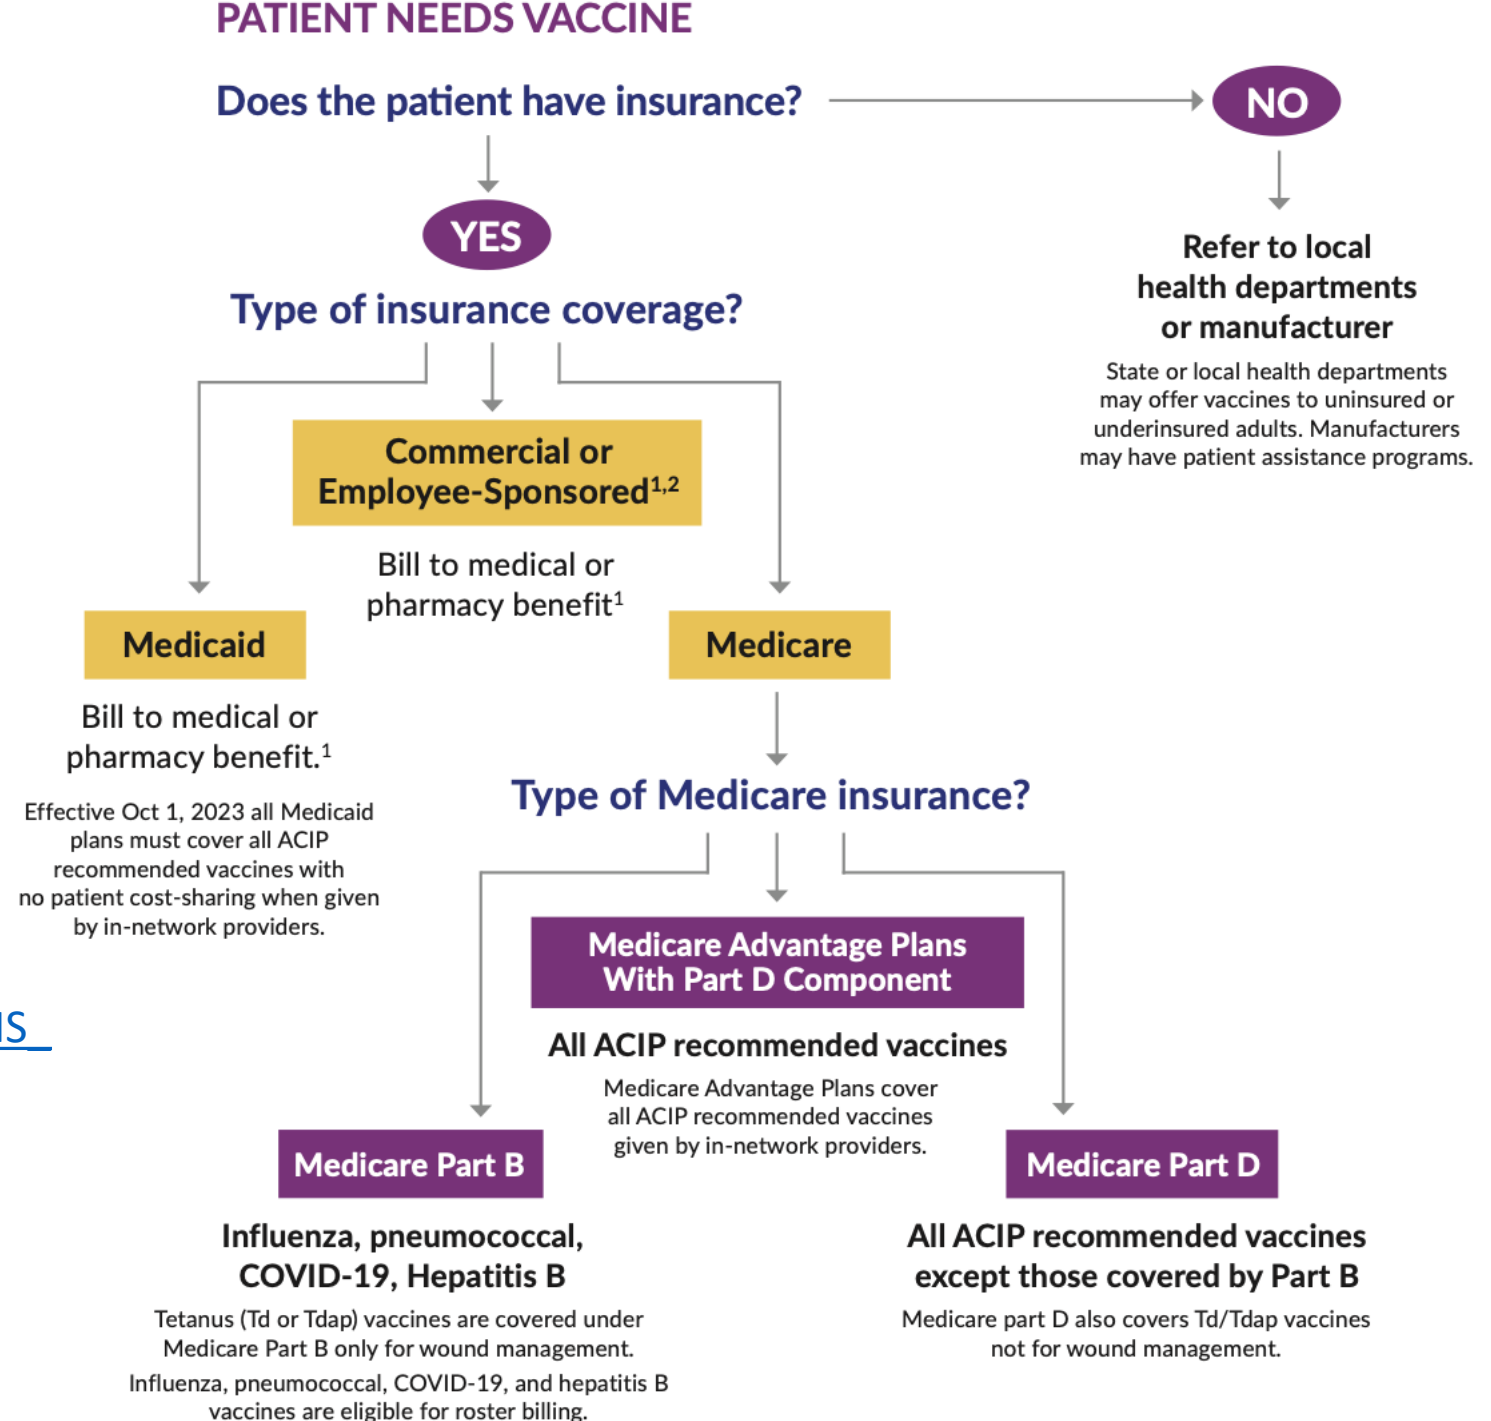 PATIENT NEEDS VACCINE
Does the patient have insurance?
NO
YES
Refer to local
health departments
or manufacturer
State or local health departments
may offer vaccines to uninsured or
underinsured adults. Manufacturers
may have patient assistance programs.
Type of insurance coverage?
Commercial or
Employee-Sponsored1,2
Bill to medical or
pharmacy benefit1
Medicaid
Bill to medical or
pharmacy benefit.1
Effective Oct 1, 2023 all Medicaid
plans must cover all ACIP
recommended vaccines with
no patient cost-sharing when given
by in-network providers.
Medicare
Type of Medicare insurance?
Medicare Advantage Plans
With Part D Component
All ACIP recommended vaccines
Medicare Advantage Plans cover
all ACIP recommended vaccines
given by in-network providers.
Medicare Part B
Influenza, pneumococcal,
COVID-19, Hepatitis B
Tetanus (Td or Tdap) vaccines are covered under
Medicare Part B only for wound management.
Influenza, pneumococcal, COVID-19, and hepatitis B
vaccines are eligible for roster billing.
Medicare Part D
All ACIP recommended vaccines
except those covered by Part B
Medicare part D also covers Td/Tdap vaccines
not for wound management.